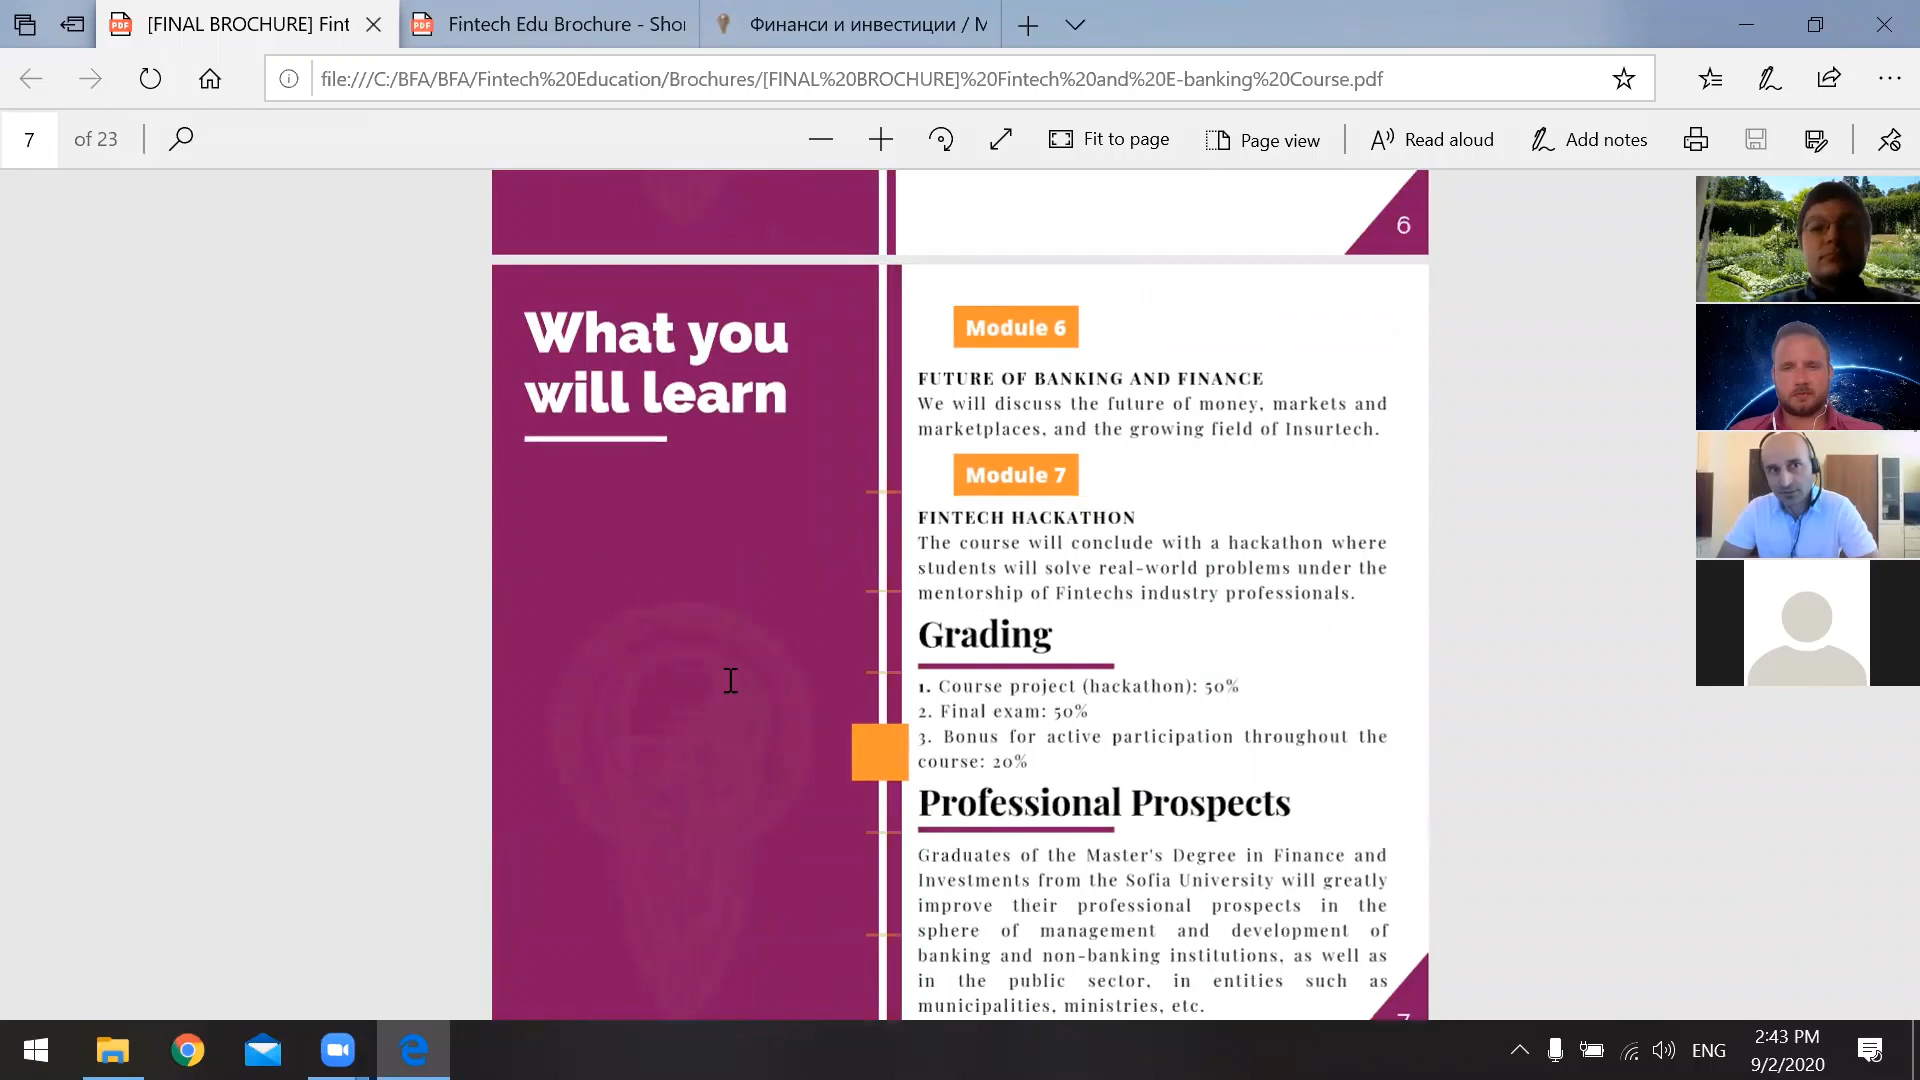 [FINAL BROCHURE] Fint
Fintech Edu Brochure - Sho
Финанси и инвестиции / М
file:///C:/BFA/BFA/Fintech%20Education/Brochures/[FINAL%20BROCHURE]%20Fintech%20and%20E-banking%20Course.pdf
7 of 23
Fit to page
Page view
Read aloud
Add notes
6
What you
will learn
Module 6
FUTURE OF BANKING AND FINANCE
We will discuss the future of money, markets and
marketplaces, and the growing field of Insurtech.
Module 7
FINTECH HACKATHON
The course will conclude with a hackathon where
students will solve real-world problems under the
mentorship of Fintechs industry professionals.
Grading
1. Course project (hackathon): 50%
2. Final exam: 50%
3. Bonus for active participation throughout the
course: 20%
Professional Prospects
Graduates of the Master's Degree in Finance and
Investments from the Sofia University will greatly
improve their professional prospects in the
sphere of management and development of
banking and non-banking institutions, as well as
in the public sector, in entities such as
municipalities, ministries, etc.
7
ENG
2:43 PM
9/2/2020